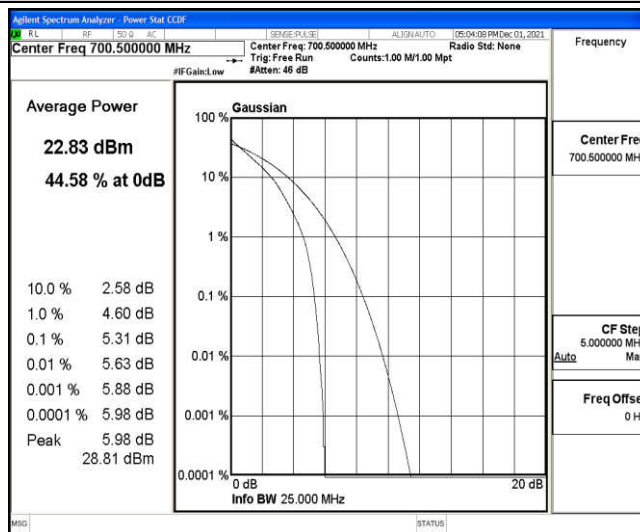 Agilent Spectrum Analyzer - Power Stat CCDF
RL RF 50 Ω AC SENSE:PULSE ALIGNAUTO 05:04:08 PM Dec 01, 2021
Center Freq 700.500000 MHz
Center Freq: 700.500000 MHz Radio Std: None
Trig: Free Run Counts:1.00 M/1.00 Mpt
#IFGain:Low #Atten: 46 dB
Frequency
Average Power
22.83 dBm
44.58 % at 0dB
10.0 % 2.58 dB
1.0 % 4.60 dB
0.1 % 5.31 dB
0.01 % 5.63 dB
0.001 % 5.88 dB
0.0001 % 5.98 dB
Peak 5.98 dB
28.81 dBm
Gaussian
100 %
10 %
1 %
0.1 %
0.01 %
0.001 %
0.0001 %
0 dB 20 dB
Info BW 25.000 MHz
Center Fre
700.500000 MH
CF Step
5.000000 MH
Auto Ma
Freq Offse
0 H
MSG STATUS